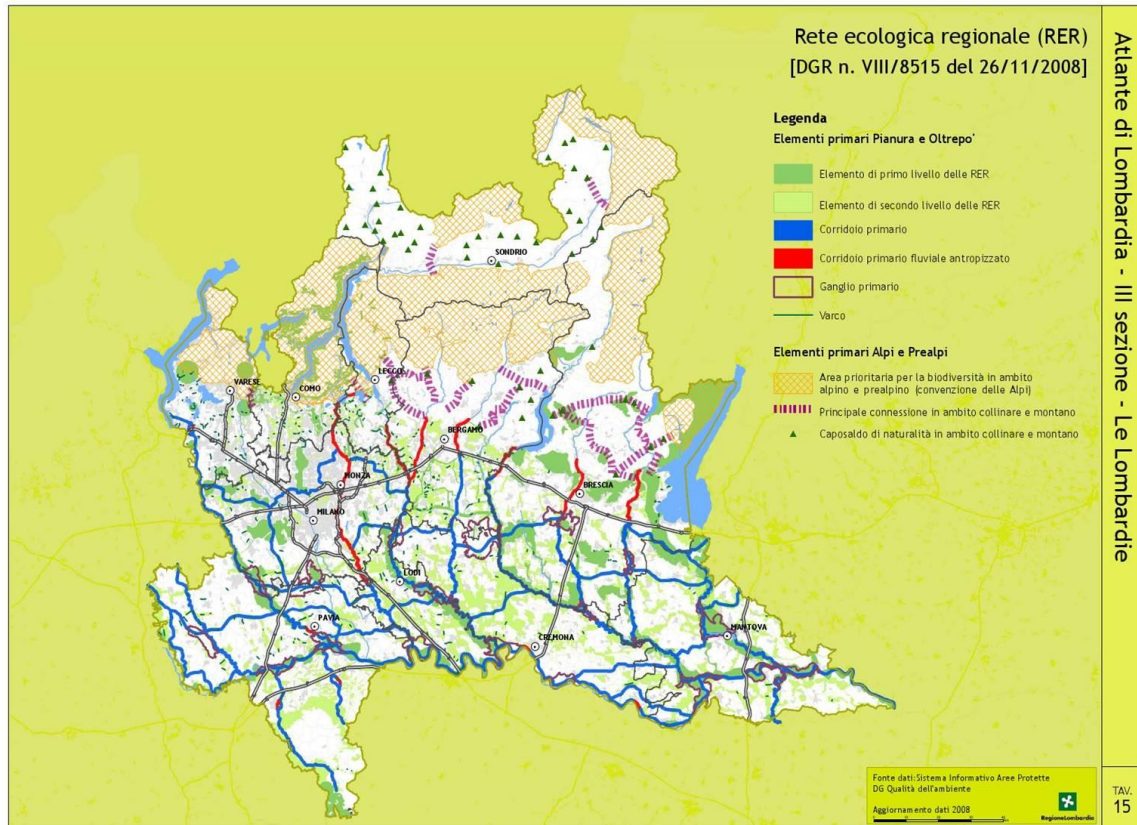 Rete ecologica regionale (RER)
[DGR n. VIII/8515 del 26/11/2008]
Legenda
Elementi primari Pianura e Oltrepo'
Elemento di primo livello delle RER
Elemento di secondo livello delle RER
Corridoio primario
Corridoio primario fluviale antropizzato
Ganglio primario
Varco
Elementi primari Alpi e Prealpi
Area prioritaria per la biodiversità in ambito
alpino e prealpino (convenzione delle Alpi)
Principale connessione in ambito collinare e montano
Caposaldo di naturalità in ambito collinare e montano
SONDRIO
LECCO
VARESE
COMO
BERGAMO
MONZA
BRESCIA
MILANO
LODI
PAVIA
CREMONA
MANTOVA
Fonte dati:Sistema Informativo Aree Protette
DG Qualità dell'ambiente
Aggiornamento dati 2008
RegioneLombardia
Atlante di Lombardia - III sezione - Le Lombardie
TAV.
15